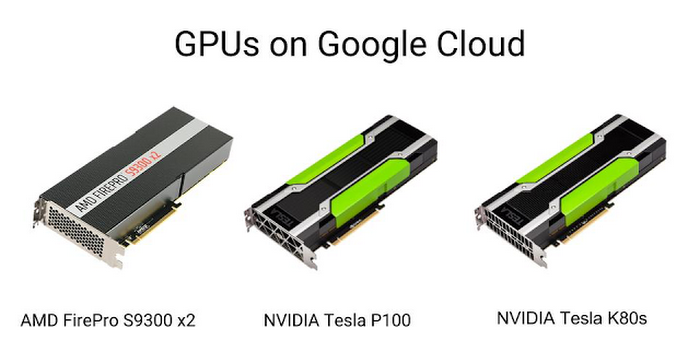 GPUs on Google Cloud
AMD FIREPRO S9300 x2
TESLA
TESLA
AMD FirePro S9300 x2
NVIDIA Tesla P100
NVIDIA Tesla K80s